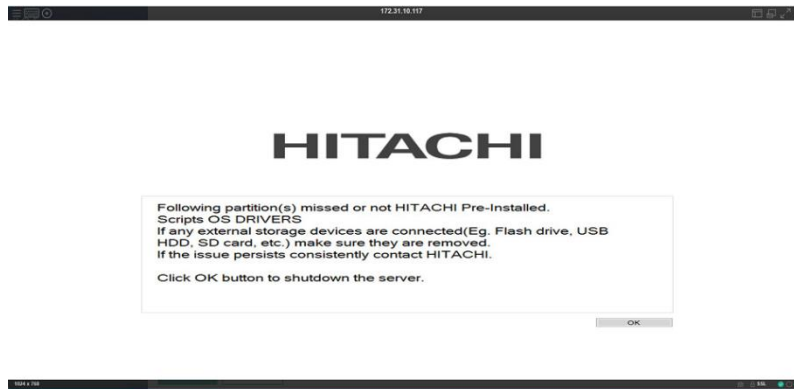 172.31.10.117
HITACHI
Following partition(s) missed or not HITACHI Pre-Installed.
Scripts OS DRIVERS
If any external storage devices are connected(Eg. Flash drive, USB
HDD, SD card, etc.) make sure they are removed.
If the issue persists consistently contact HITACHI.
Click OK button to shutdown the server.
OK
1024 x 768
SSL